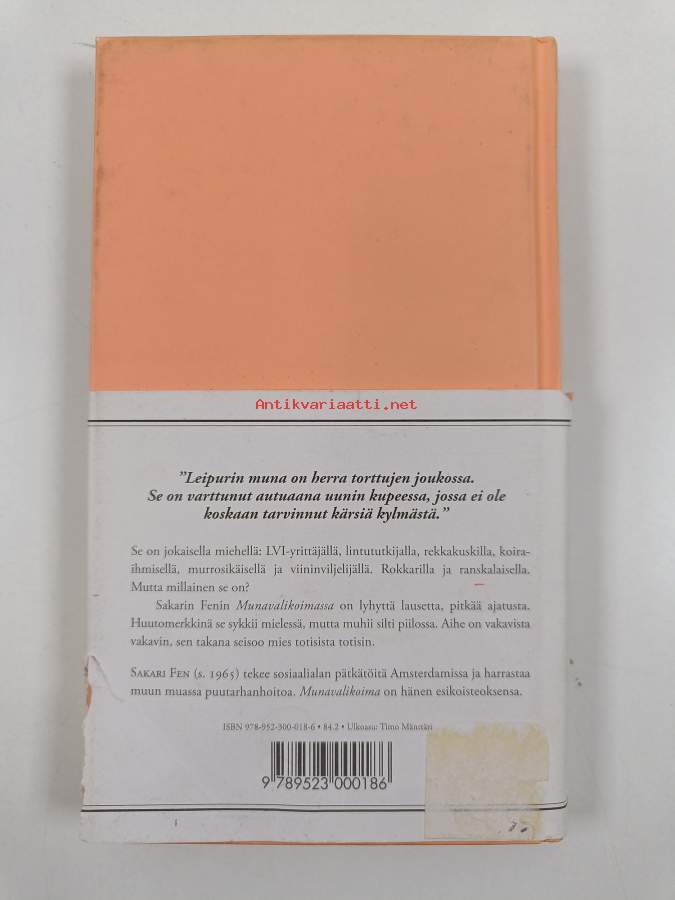 Antikvariaatti.net
"Leipurin muna on herra torttujen joukossa.
Se on varttunut autuaana uunin kupeessa, jossa ei ole
koskaan tarvinnut kärsiä kylmästä."
Se on jokaisella miehellä: LVI-yrittäjällä, lintututkijalla, rekkakuskilla, koira-
ihmisellä, murrosikäisellä ja viininviljelijällä. Rokkarilla ja ranskalaisella.
Mutta millainen se on?
Sakarin Fenin Munavalikoimassa on lyhyttä lausetta, pitkää ajatusta.
Huutomerkkinä se sykkii mielessä, mutta muhii silti piilossa. Aihe on vakavista
vakavin, sen takana seisoo mies totisista totisin.
SAKARI FEN (s. 1965) tekee sosiaalialan pätkätöitä Amsterdamissa ja harrastaa
muun muassa puutarhanhoitoa. Munavalikoima on hänen esikoisteoksensa.
ISBN 978-952-300-018-6 • 84.2 • Ulkoasu: Timo Mänttäri
9 789523 000186